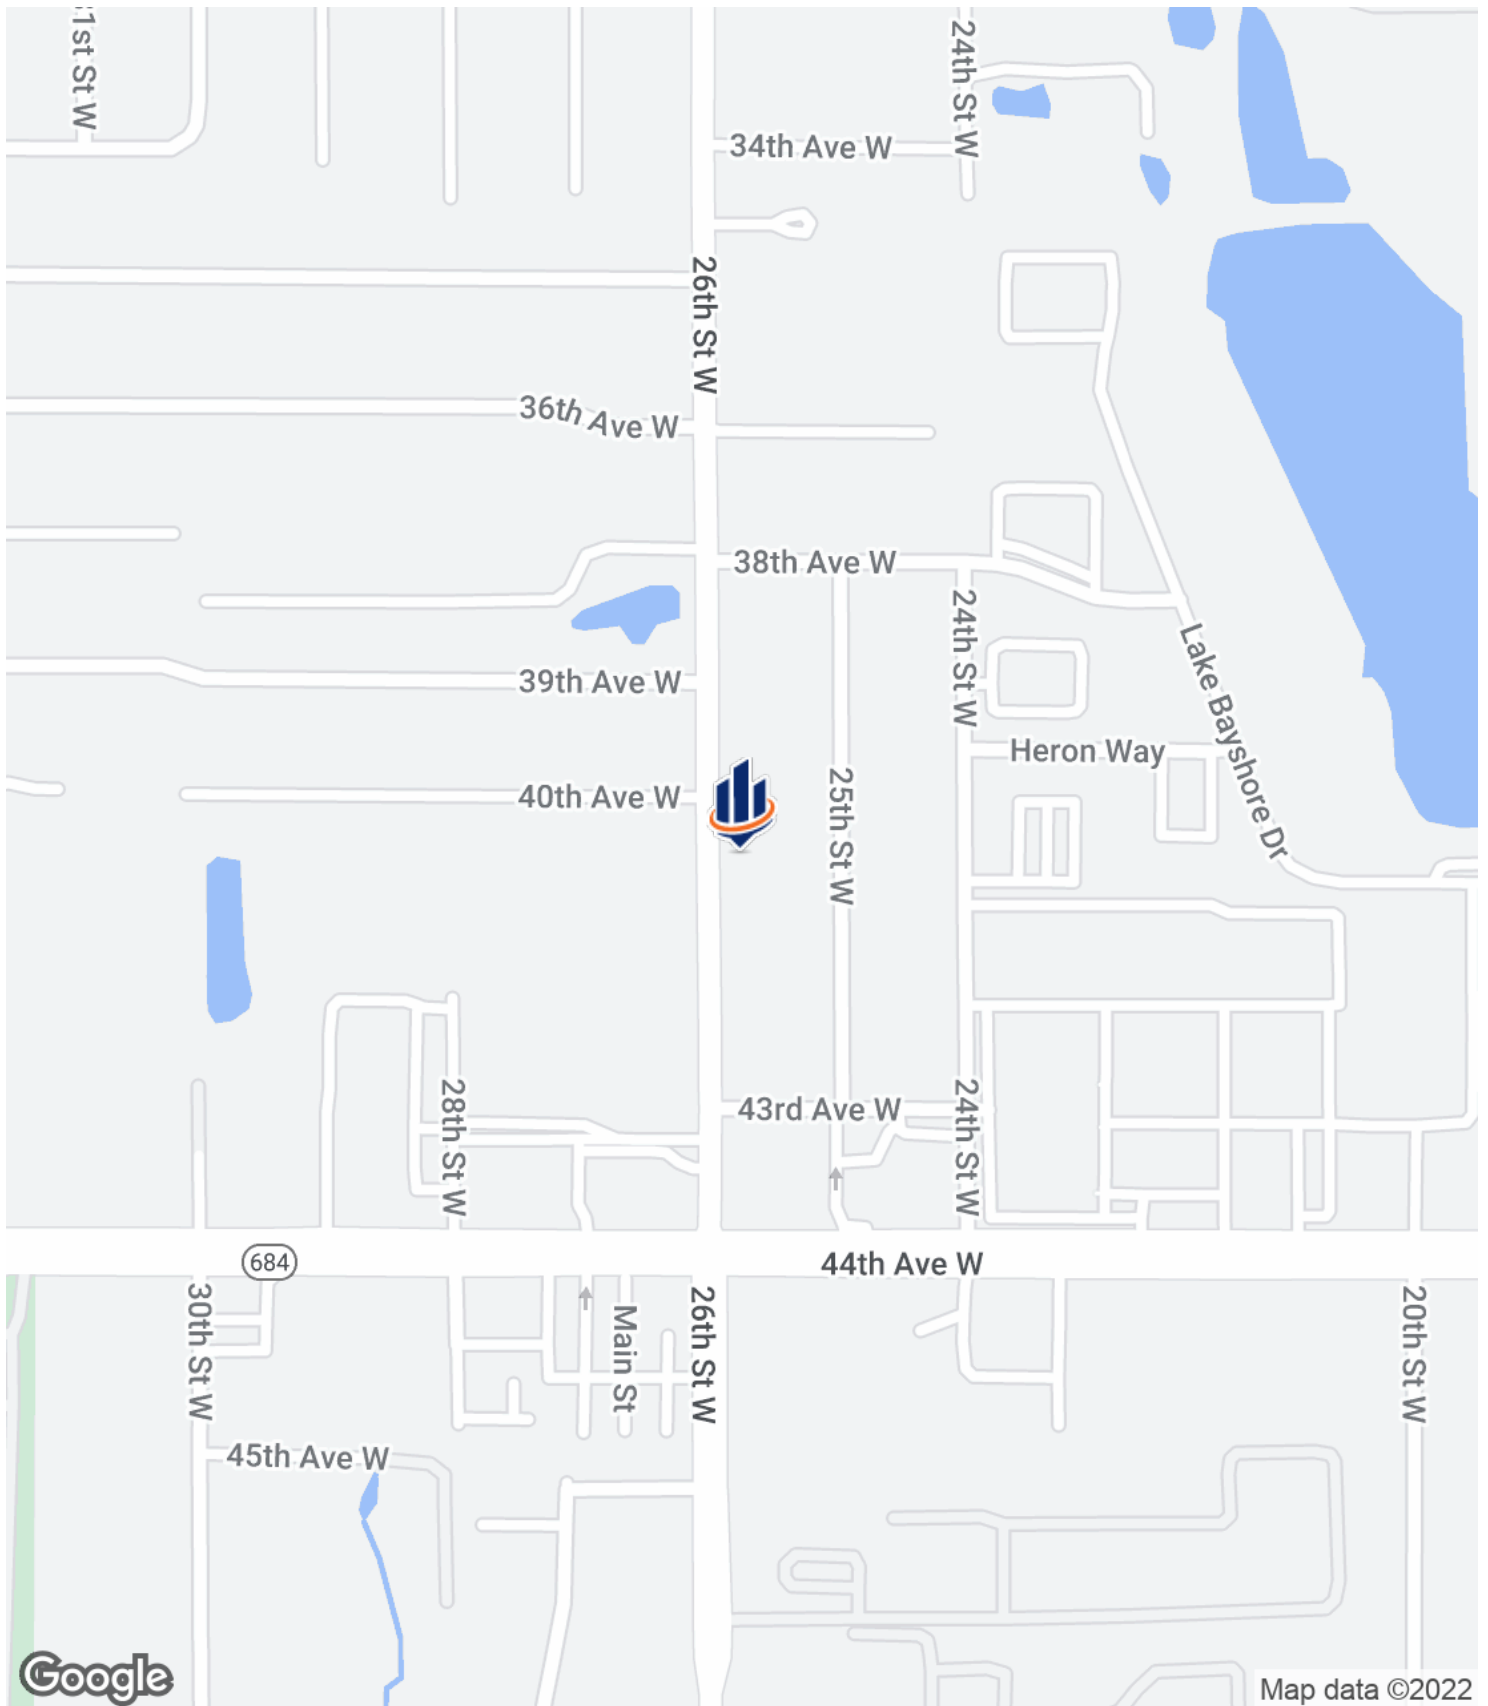 1st St W
24th St W
34th Ave W
26th St W
36th Ave W
38th Ave W
24th St W
Lake Bayshore Dr
39th Ave W
Heron Way
40th Ave W
25th St W
28th St W
43rd Ave W
24th St W
684
44th Ave W
30th St W
Main St
26th St W
20th St W
45th Ave W
Google
Map data ©2022